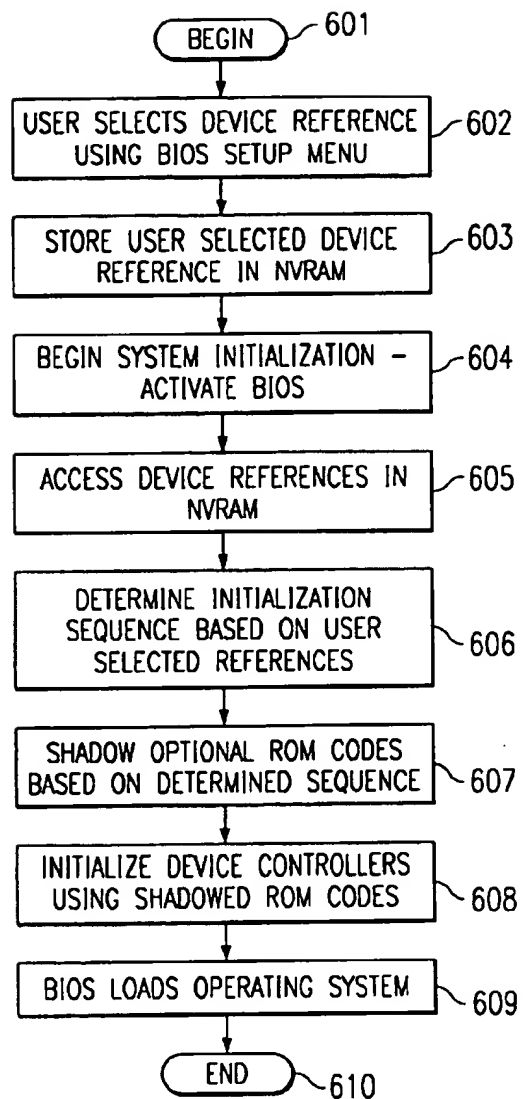 BEGIN
601
USER SELECTS DEVICE REFERENCE
USING BIOS SETUP MENU
602
STORE USER SELECTED DEVICE
REFERENCE IN NVRAM
603
BEGIN SYSTEM INITIALIZATION –
ACTIVATE BIOS
604
ACCESS DEVICE REFERENCES IN
NVRAM
605
DETERMINE INITIALIZATION
SEQUENCE BASED ON USER
SELECTED REFERENCES
606
SHADOW OPTIONAL ROM CODES
BASED ON DETERMINED SEQUENCE
607
INITIALIZE DEVICE CONTROLLERS
USING SHADOWED ROM CODES
608
BIOS LOADS OPERATING SYSTEM
609
END
610